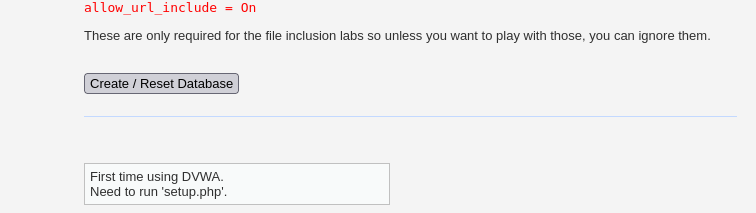 allow_url_include = On
These are only required for the file inclusion labs so unless you want to play with those, you can ignore them.
Create / Reset Database
First time using DVWA.
Need to run 'setup.php'.